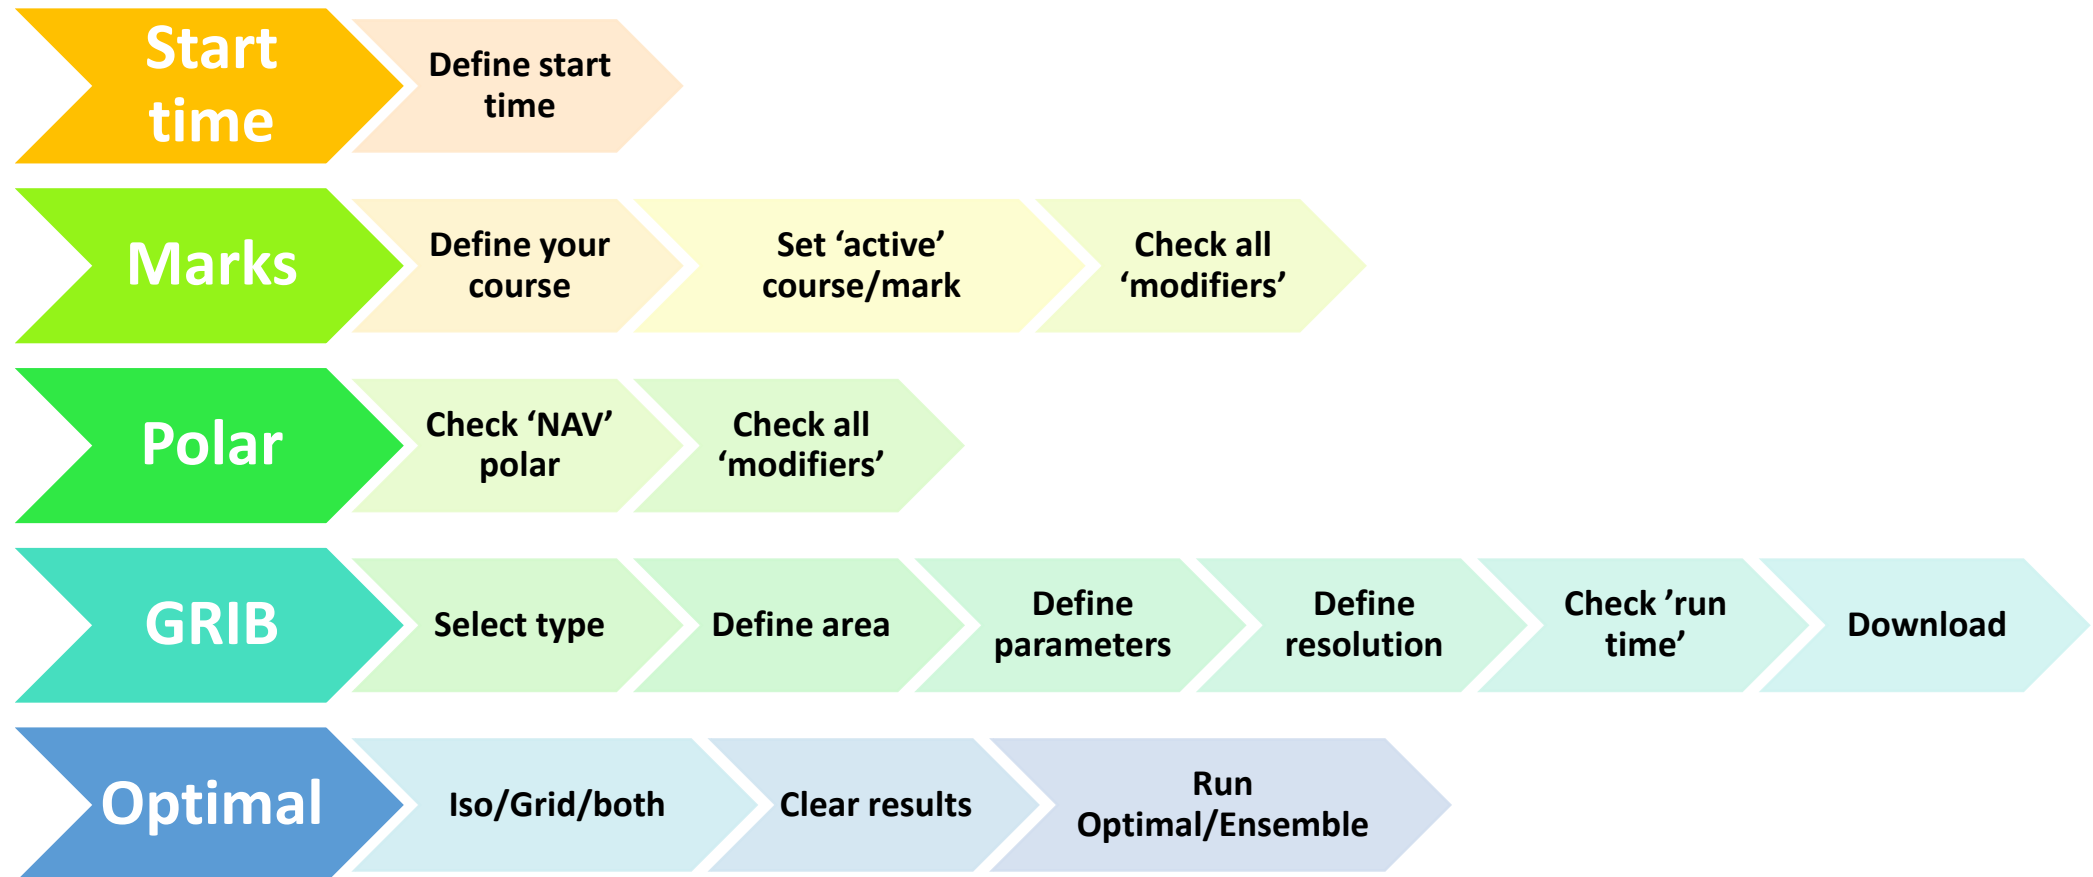 Start
time
Define start
time
Marks
Define your
course
Set ‘active’
course/mark
Check all
‘modifiers’
Polar
Check ‘NAV’
polar
Check all
‘modifiers’
GRIB
Select type
Define area
Define
parameters
Define
resolution
Check ’run
time’
Download
Optimal
Iso/Grid/both
Clear results
Run
Optimal/Ensemble